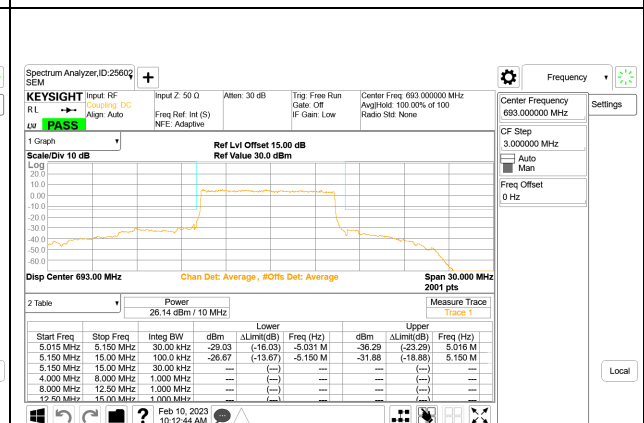 Spectrum Analyzer,ID:25602
SEM
Frequency
KEYSIGHT Input: RF Input Z: 50 Ω Atten: 30 dB Trig: Free Run Center Freq: 693.000000 MHz
RL Coupling: DC Gate: Off Avg|Hold: 100.00% of 100
Align: Auto Freq Ref: Int (S) IF Gain: Low Radio Std: None
PASS NFE: Adaptive
Center Frequency
693.000000 MHz
Settings
CF Step
3.000000 MHz
Auto
Man
Freq Offset
0 Hz
1 Graph
Ref Lvl Offset 15.00 dB
Scale/Div 10 dB Ref Value 30.0 dBm
Log
20.0
10.0
0.00
-10.0
-20.0
-30.0
-40.0
-50.0
-60.0
Disp Center 693.00 MHz Chan Det: Average, #Offs Det: Average Span 30.000 MHz
2001 pts
2 Table Power Measure Trace
26.14 dBm / 10 MHz Trace 1
Lower Upper
Start Freq Stop Freq Integ BW dBm ΔLimit(dB) Freq (Hz) dBm ΔLimit(dB) Freq (Hz)
5.015 MHz 5.150 MHz 30.00 kHz -29.03 (-16.03) -5.031 M -36.29 (-23.29) 5.016 M
5.150 MHz 15.00 MHz 100.0 kHz -26.67 (-13.67) -5.150 M -31.88 (-18.88) 5.150 M
5.150 MHz 15.00 MHz 30.00 kHz --- (---) --- (---)
4.000 MHz 8.000 MHz 1.000 MHz --- (---) --- (---)
8.000 MHz 12.50 MHz 1.000 MHz --- (---) --- (---)
12.50 MHz 15.00 MHz 1.000 MHz --- (---) --- (---)
Local
Feb 10, 2023
10:12:44 AM